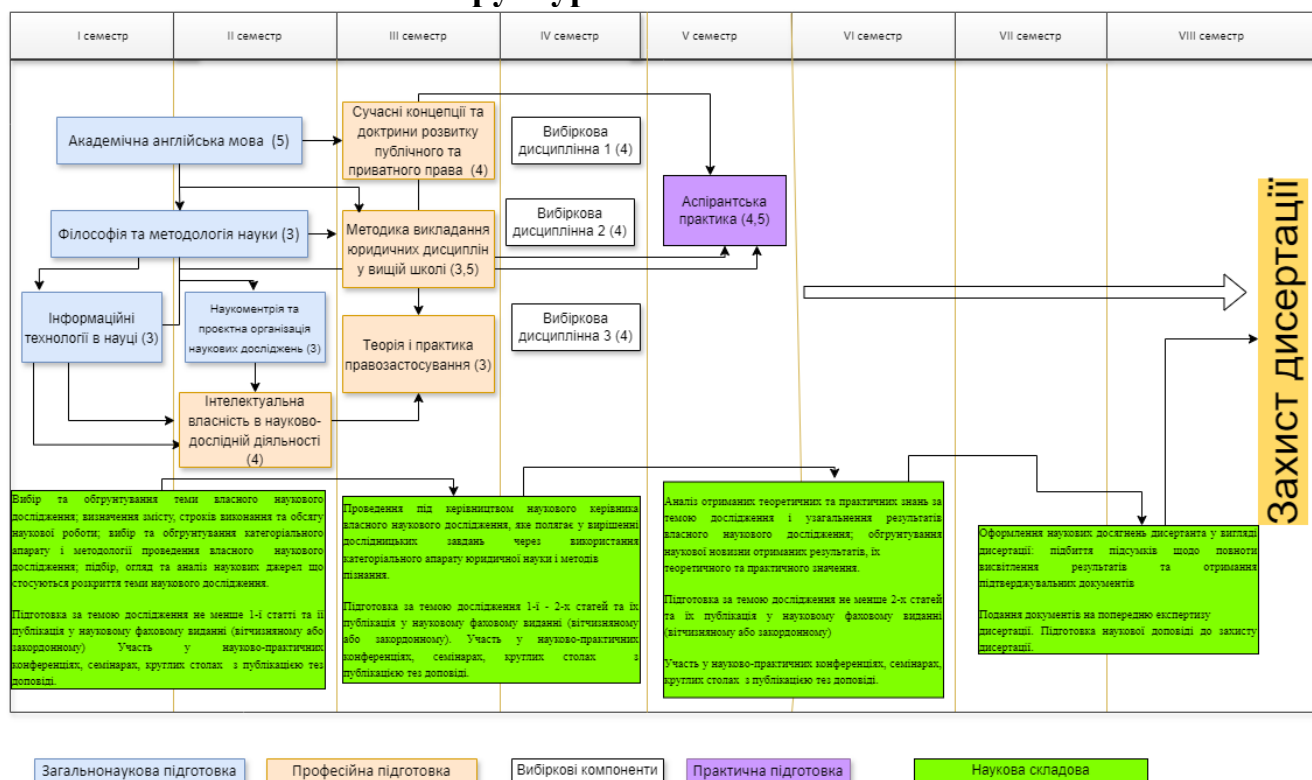 I семестр
II семестр
III семестр
IV семестр
V семестр
VI семестр
VII семестр
VIII семестр
Академічна англійська мова (5)
Сучасні концепції та
доктрини розвитку
публічного та
приватного права (4)
Вибіркова
дисциплінна 1 (4)
Філософія та методологія науки (3)
Методика викладання
юридичних дисциплін
у вищій школі (3,5)
Вибіркова
дисциплінна 2 (4)
Аспірантська
практика (4,5)
Інформаційні
технології в науці (3)
Наукометрія та
проєктна організація
наукових досліджень (3)
Теорія і практика
правозастосування (3)
Вибіркова
дисциплінна 3 (4)
Інтелектуальна
власність в науково-
дослідній діяльності
(4)
Захист дисертації
Вибір та обгрунтування теми власного наукового
дослідження; визначення змісту, строків виконання та обсягу
наукової роботи; вибір та обгрунтування категоріального
апарату і методології проведення власного наукового
дослідження; підбір, огляд та аналіз наукових джерел що
стосуються розкриття теми наукового дослідження.
Підготовка за темою дослідження не менше 1-ї статті та її
публікація у науковому фаховому виданні (вітчизняному або
закордонному) Участь у науково-практичних
конференціях, семінарах, круглих столах з публікацією тез
доповіді.
Проведення під керівництвом наукового керівника
власного наукового дослідження, яке полягає у вирішенні
дослідницьких завдань через використання
категоріального апарату юридичної науки і методів
пізнання.
Підготовка за темою дослідження 1-ї - 2-х статей та їх
публікація у науковому фаховому виданні (вітчизняному
або закордонному). Участь у науково-практичних
конференціях, семінарах, круглих столах з
публікацією тез доповіді.
Аналіз отриманих теоретичних та практичних знань за
темою дослідження і узагальнення результатів
власного наукового дослідження; обгрунтування
наукової новизни отриманих результатів, їх
теоретичного та практичного значення.
Підготовка за темою дослідження не менше 2-х статей
та їх публікація у науковому фаховому виданні
(вітчизняному або закордонному)
Участь у науково-практичних конференціях, семінарах,
круглих столах з публікацією тез доповіді.
Оформлення наукових досягнень дисертанта у вигляді
дисертації: підбиття підсумків щодо повноти
висвітлення результатів та отримання
підтверджувальних документів
Подання документів на попередню експертизу
дисертації. Підготовка наукової доповіді до захисту
дисертації.
Загальнонаукова підготовка
Професійна підготовка
Вибіркові компоненти
Практична підготовка
Наукова складова